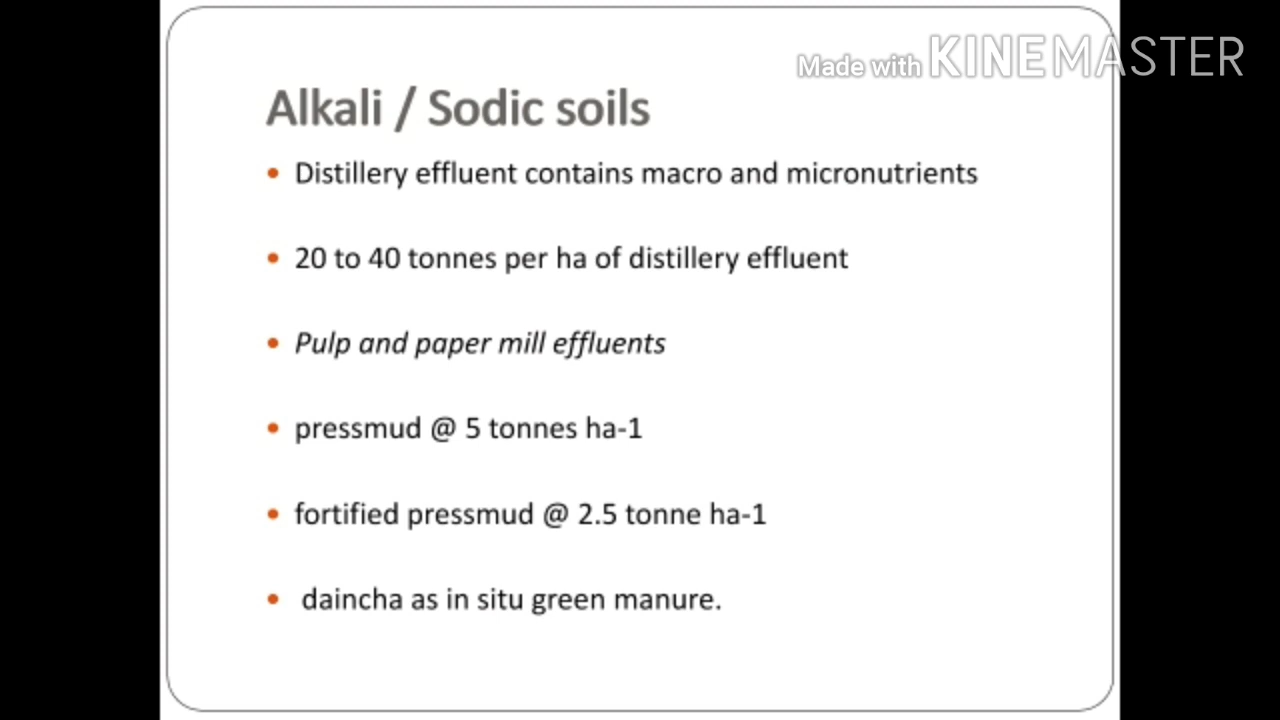 Made with KINEMASTER
Alkali / Sodic soils
• Distillery effluent contains macro and micronutrients
• 20 to 40 tonnes per ha of distillery effluent
• Pulp and paper mill effluents
• pressmud @ 5 tonnes ha-1
• fortified pressmud @ 2.5 tonne ha-1
• daincha as in situ green manure.